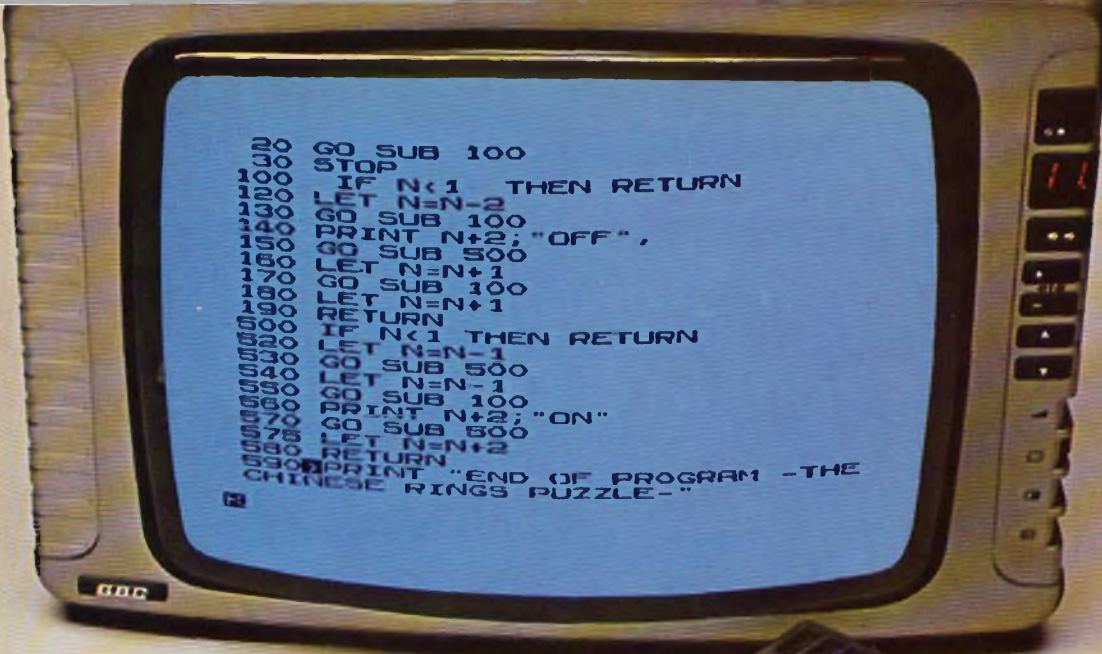 20 GO SUB 100
30 STOP
100 IF N<1 THEN RETURN
120 LET N=N-2
130 GO SUB 100
140 PRINT N+2;"OFF",
150 GO SUB 500
160 LET N=N+1
170 GO SUB 100
180 LET N=N+1
190 RETURN
500 IF N<1 THEN RETURN
520 LET N=N-1
530 GO SUB 500
540 LET N=N-1
550 GO SUB 100
560 PRINT N+2;"ON"
570 GO SUB 500
575 LET N=N+2
580 RETURN
590>PRINT "END OF PROGRAM -THE
CHINESE RINGS PUZZLE-"
GBC